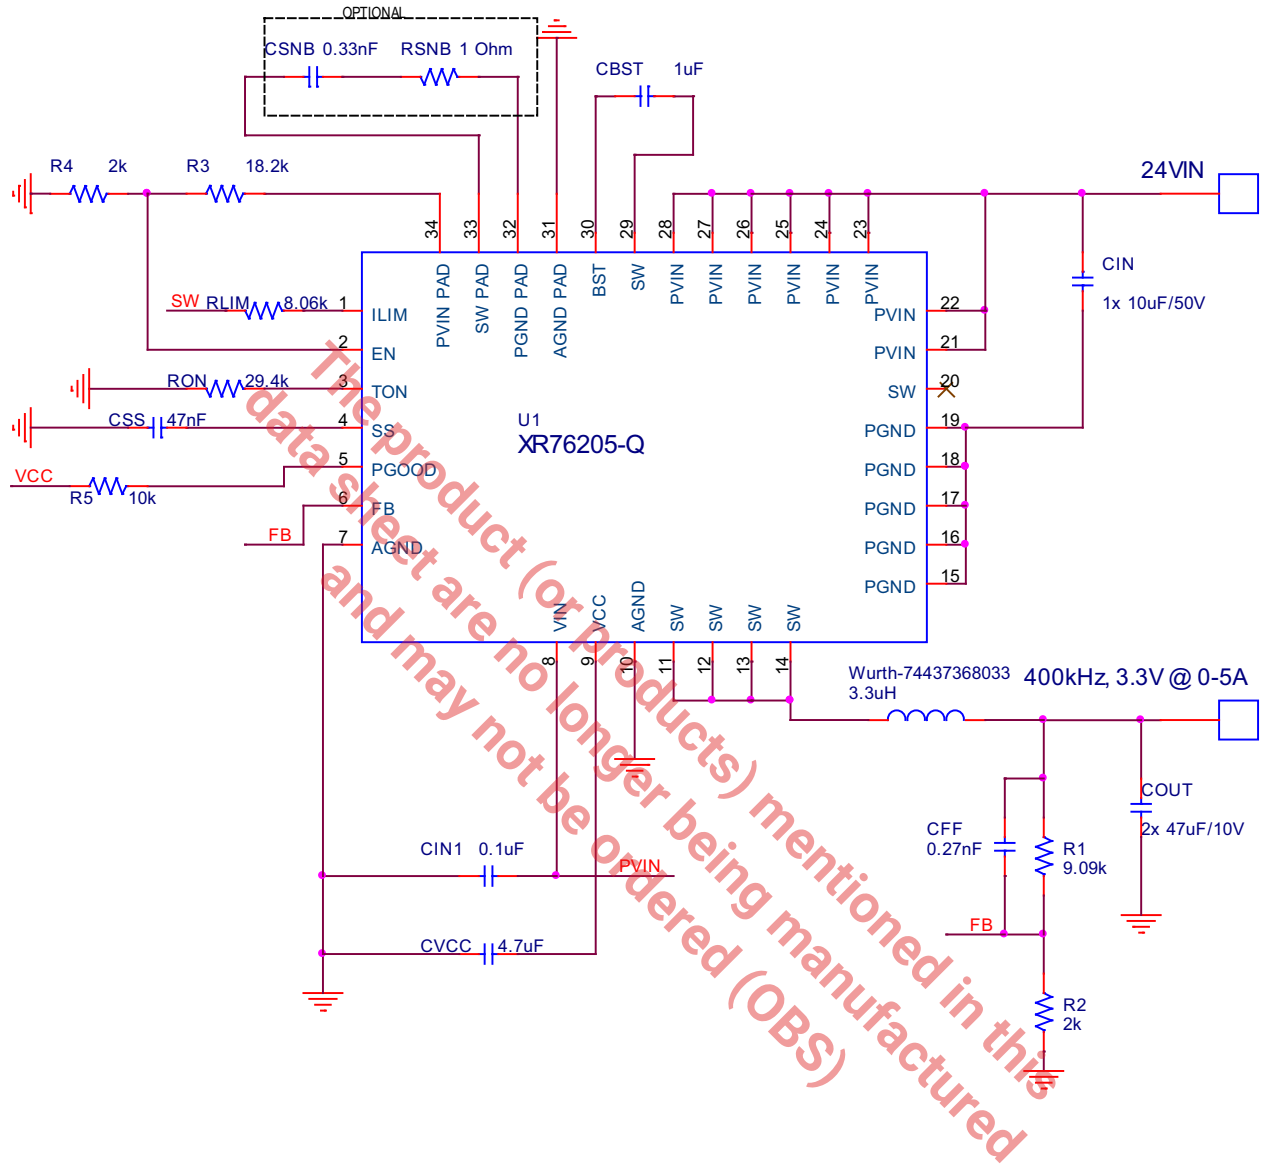 OPTIONAL
CSNB 0.33nF RSNB 1 Ohm
CBST 1uF
R4 2k R3 18.2k
24VIN
34 33 32 31 30 29 28 27 26 25 24 23
PVIN PAD SW PAD PGND PAD AGND PAD BST SW PVIN PVIN PVIN PVIN PVIN PVIN
CIN
1x 10uF/50V
SW RLIM 8.06k 1 ILIM
2 EN
RON 29.4k 3 TON
CSS 47nF 4 SS
VCC R5 10k 5 PGOOD
FB 6 FB
7 AGND
PVIN 22
PVIN 21
SW 20
PGND 19
PGND 18
PGND 17
PGND 16
PGND 15
U1
XR76205-Q
VIN VCC AGND SW SW SW SW
8 9 10 11 12 13 14
Wurth-74437368033
3.3uH
400kHz, 3.3V @ 0-5A
COUT
2x 47uF/10V
CFF
0.27nF
R1
9.09k
FB
R2
2k
CIN1 0.1uF
PVIN
CVCC 4.7uF
The product (or products) mentioned in this
data sheet are no longer being manufactured
and may not be ordered (OBS)